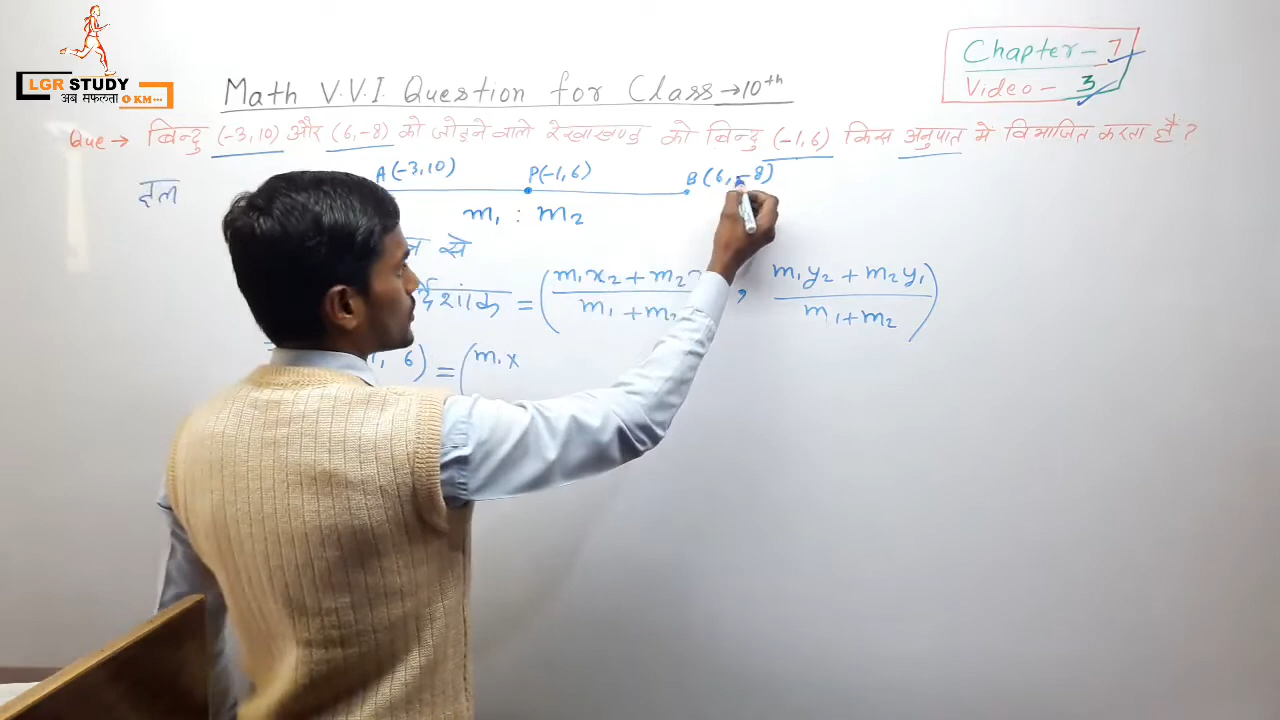 LGR STUDY
अब सफलता 0 KM...
Chapter - 7
Video - 3
Math V.V.I. Question for Class → 10th
Que → बिन्दु (-3,10) और (6,-8) को जोड़ने वाले रेखाखण्ड को बिन्दु (-1,6) किस अनुपात मे विभाजित करता है ?
हल
A(-3,10) P(-1,6) B(6,-8)
m₁ : m₂
से
= (m₁x₂ + m₂ / m₁ + m₂ , m₁y₂ + m₂y₁ / m₁+m₂)
, 6) = (m₁x